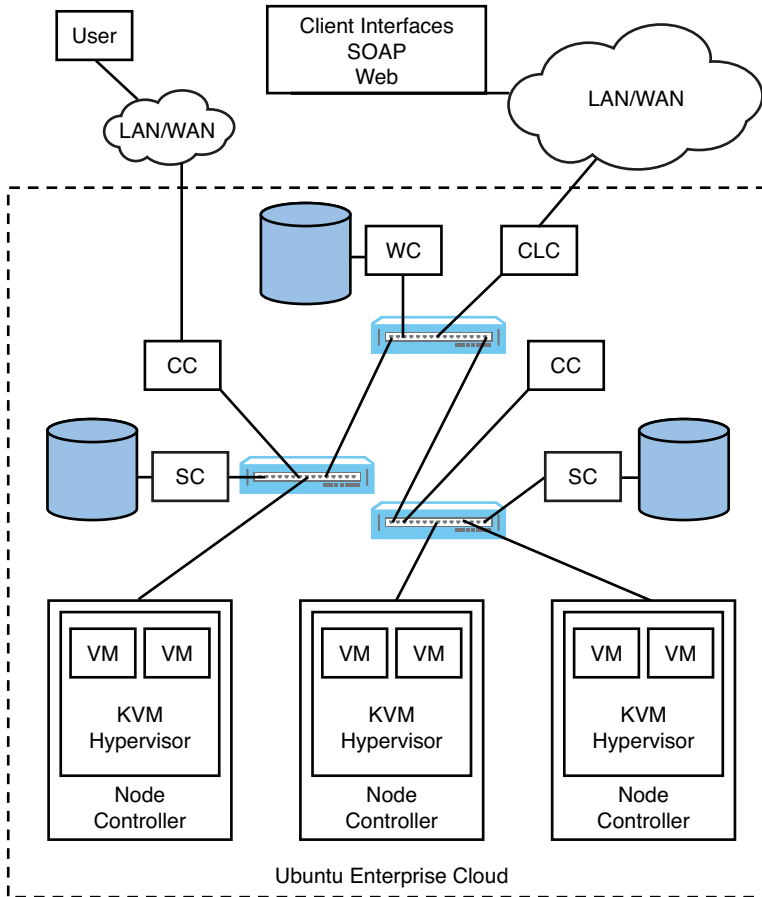 User
Client Interfaces
SOAP
Web
LAN/WAN
LAN/WAN
WC
CLC
CC
CC
SC
SC
VM
VM
KVM
Hypervisor
Node
Controller
VM
VM
KVM
Hypervisor
Node
Controller
VM
VM
KVM
Hypervisor
Node
Controller
Ubuntu Enterprise Cloud